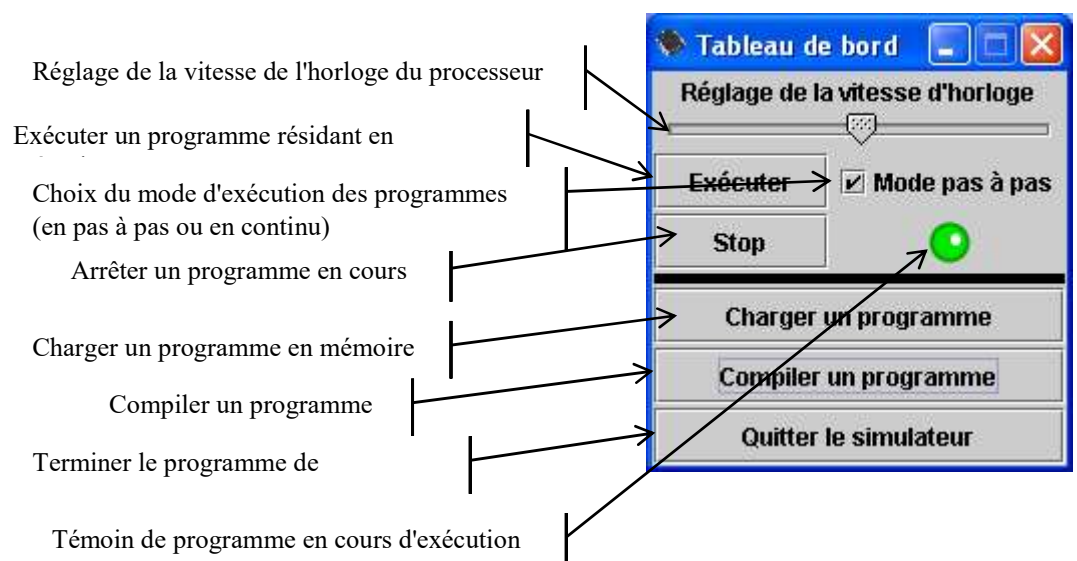 Tableau de bord
Réglage de la vitesse de l'horloge du processeur
Réglage de la vitesse d'horloge
Exécuter un programme résidant en
Exécuter
Mode pas à pas
Choix du mode d'exécution des programmes
(en pas à pas ou en continu)
Stop
Arrêter un programme en cours
Charger un programme
Charger un programme en mémoire
Compiler un programme
Compiler un programme
Quitter le simulateur
Terminer le programme de
Témoin de programme en cours d'exécution